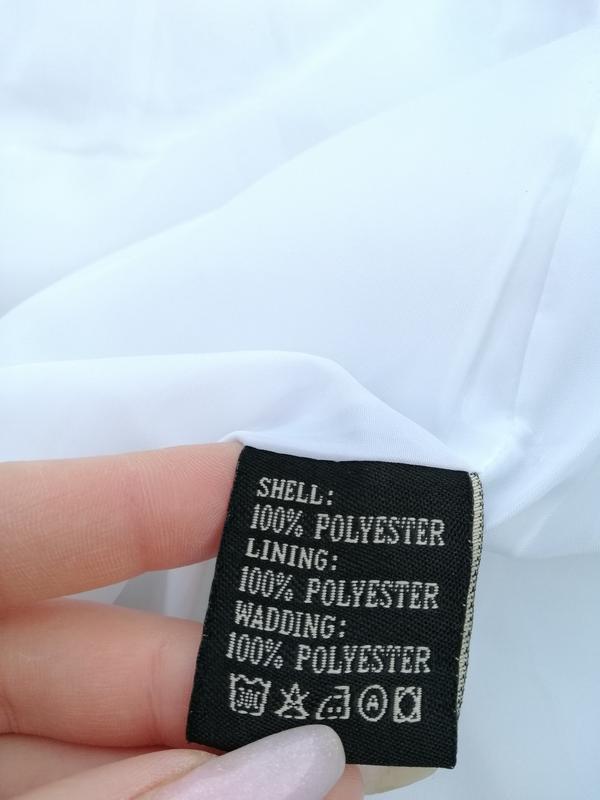 SHELL:
100% POLYESTER
LINING:
100% POLYESTER
WADDING:
100% POLYESTER